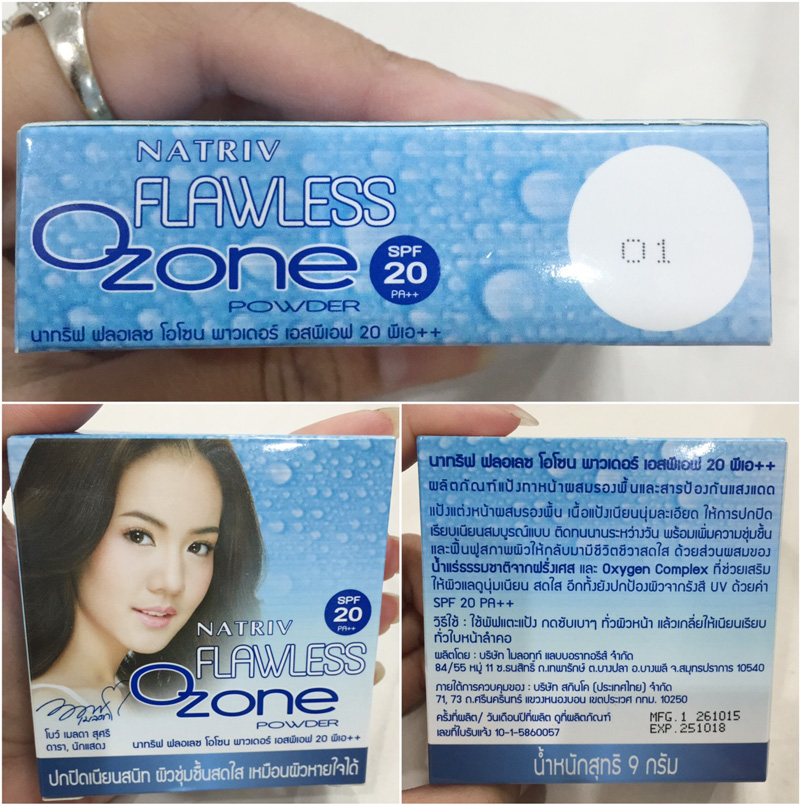 NATRIV
FLAWLESS
Ozone
POWDER
SPF
20
PA++
01
นาทริฟ ฟลอเลซ โอโซน พาวเดอร์ เอสพีเอฟ 20 พีเอ++
SPF
20
PA++
NATRIV
FLAWLESS
Ozone
POWDER
โบว์ เมลดา สุศรี
ดารา, นักแสดง
นาทริฟ ฟลอเลซ โอโซน พาวเดอร์ เอสพีเอฟ 20 พีเอ++
ปกปิดเนียนสนิท ผิวชุ่มชื้นสดใส เหมือนผิวหายใจได้
นาทริฟ ฟลอเลซ โอโซน พาวเดอร์ เอสพีเอฟ 20 พีเอ++
ผลิตภัณฑ์แป้งทาหน้าผสมรองพื้นและสารป้องกันแสงแดด
แป้งแต่งหน้าผสมรองพื้น เนื้อแป้งเนียนนุ่มละเอียด ให้การปกปิด
เรียบเนียนสมบูรณ์แบบ ติดทนนานระหว่างวัน พร้อมเพิ่มความชุ่มชื้น
และฟื้นฟูสภาพผิวให้กลับมามีชีวิตชีวาสดใส ด้วยส่วนผสมของ
น้ำแร่ธรรมชาติจากฝรั่งเศส และ Oxygen Complex ที่ช่วยเสริม
ให้ผิวแลดูนุ่มเนียน สดใส อีกทั้งยังปกป้องผิวจากรังสี UV ด้วยค่า
SPF 20 PA++
วิธีใช้ : ใช้พัฟแตะแป้ง กดซับเบาๆ ทั่วผิวหน้า แล้วเกลี่ยให้เนียนเรียบ
ทั่วใบหน้าลำคอ
ผลิตโดย : บริษัท ไมลอทท์ แลบบอราทอรีส์ จำกัด
84/55 หมู่ 11 ซ.ธนสิทธิ์ ถ.เทพารักษ์ ต.บางปลา อ.บางพลี จ.สมุทรปราการ 10540
ภายใต้การควบคุมของ : บริษัท สกินโค (ประเทศไทย) จำกัด
71, 73 ถ.ศรีนครินทร์ แขวงหนองบอน เขตประเวศ กทม. 10250
ครั้งที่ผลิต/ วันเดือนปีที่ผลิต ดูที่ผลิตภัณฑ์ MFG.1 261015
เลขที่ใบรับแจ้ง 10-1-5860057 EXP.251018
น้ำหนักสุทธิ 9 กรัม